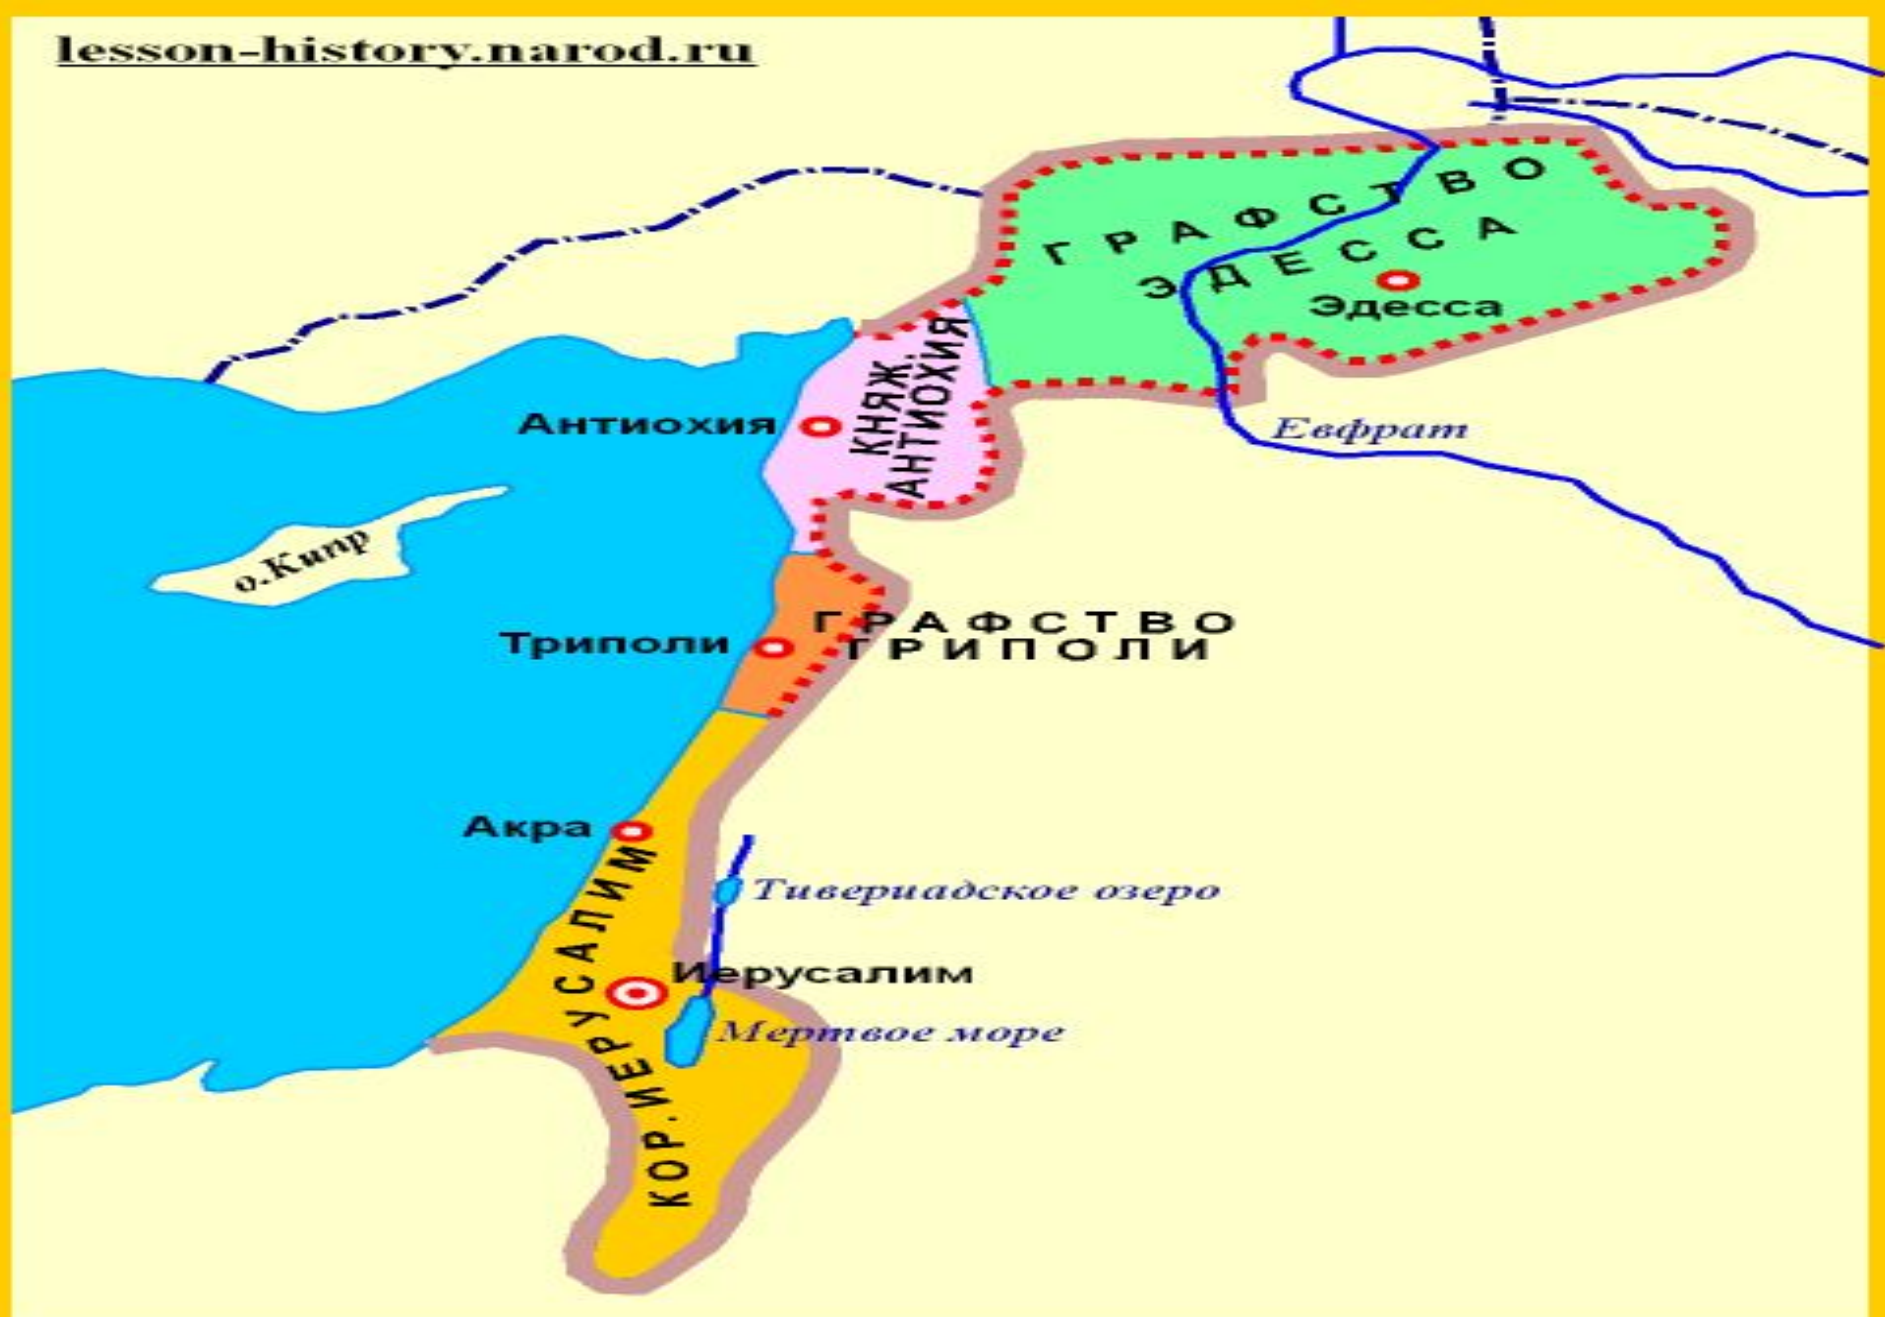 lesson-history.narod.ru
ГРАФСТВО
ЭДЕССА
Эдесса
КНЯЖ.
АНТИОХИЯ
Антиохия
Евфрат
о.Кипр
ГРАФСТВО
ТРИПОЛИ
Триполи
Акра
Тивериадское озеро
Иерусалим
Мертвое море
КОР.ИЕРУСАЛИМ